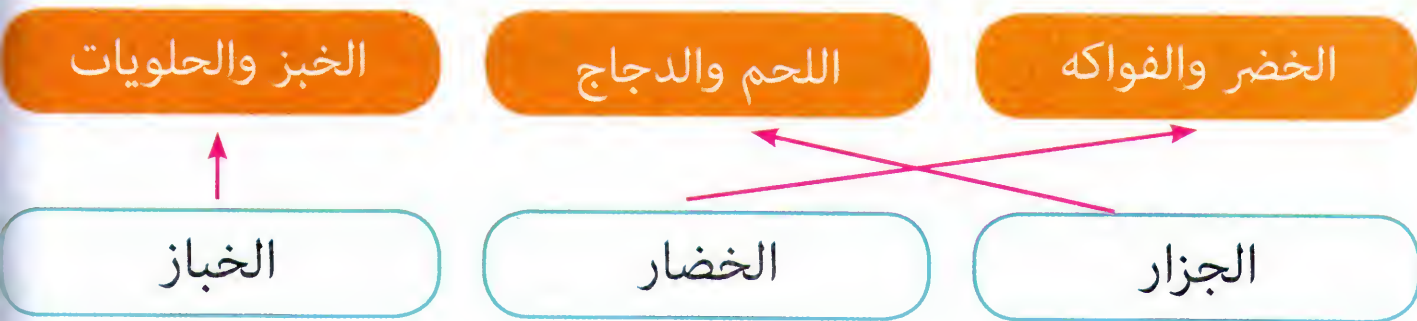 الخضر والفواكه
اللحم والدجاج
الخبز والحلويات
الجزار
الخضار
الخباز